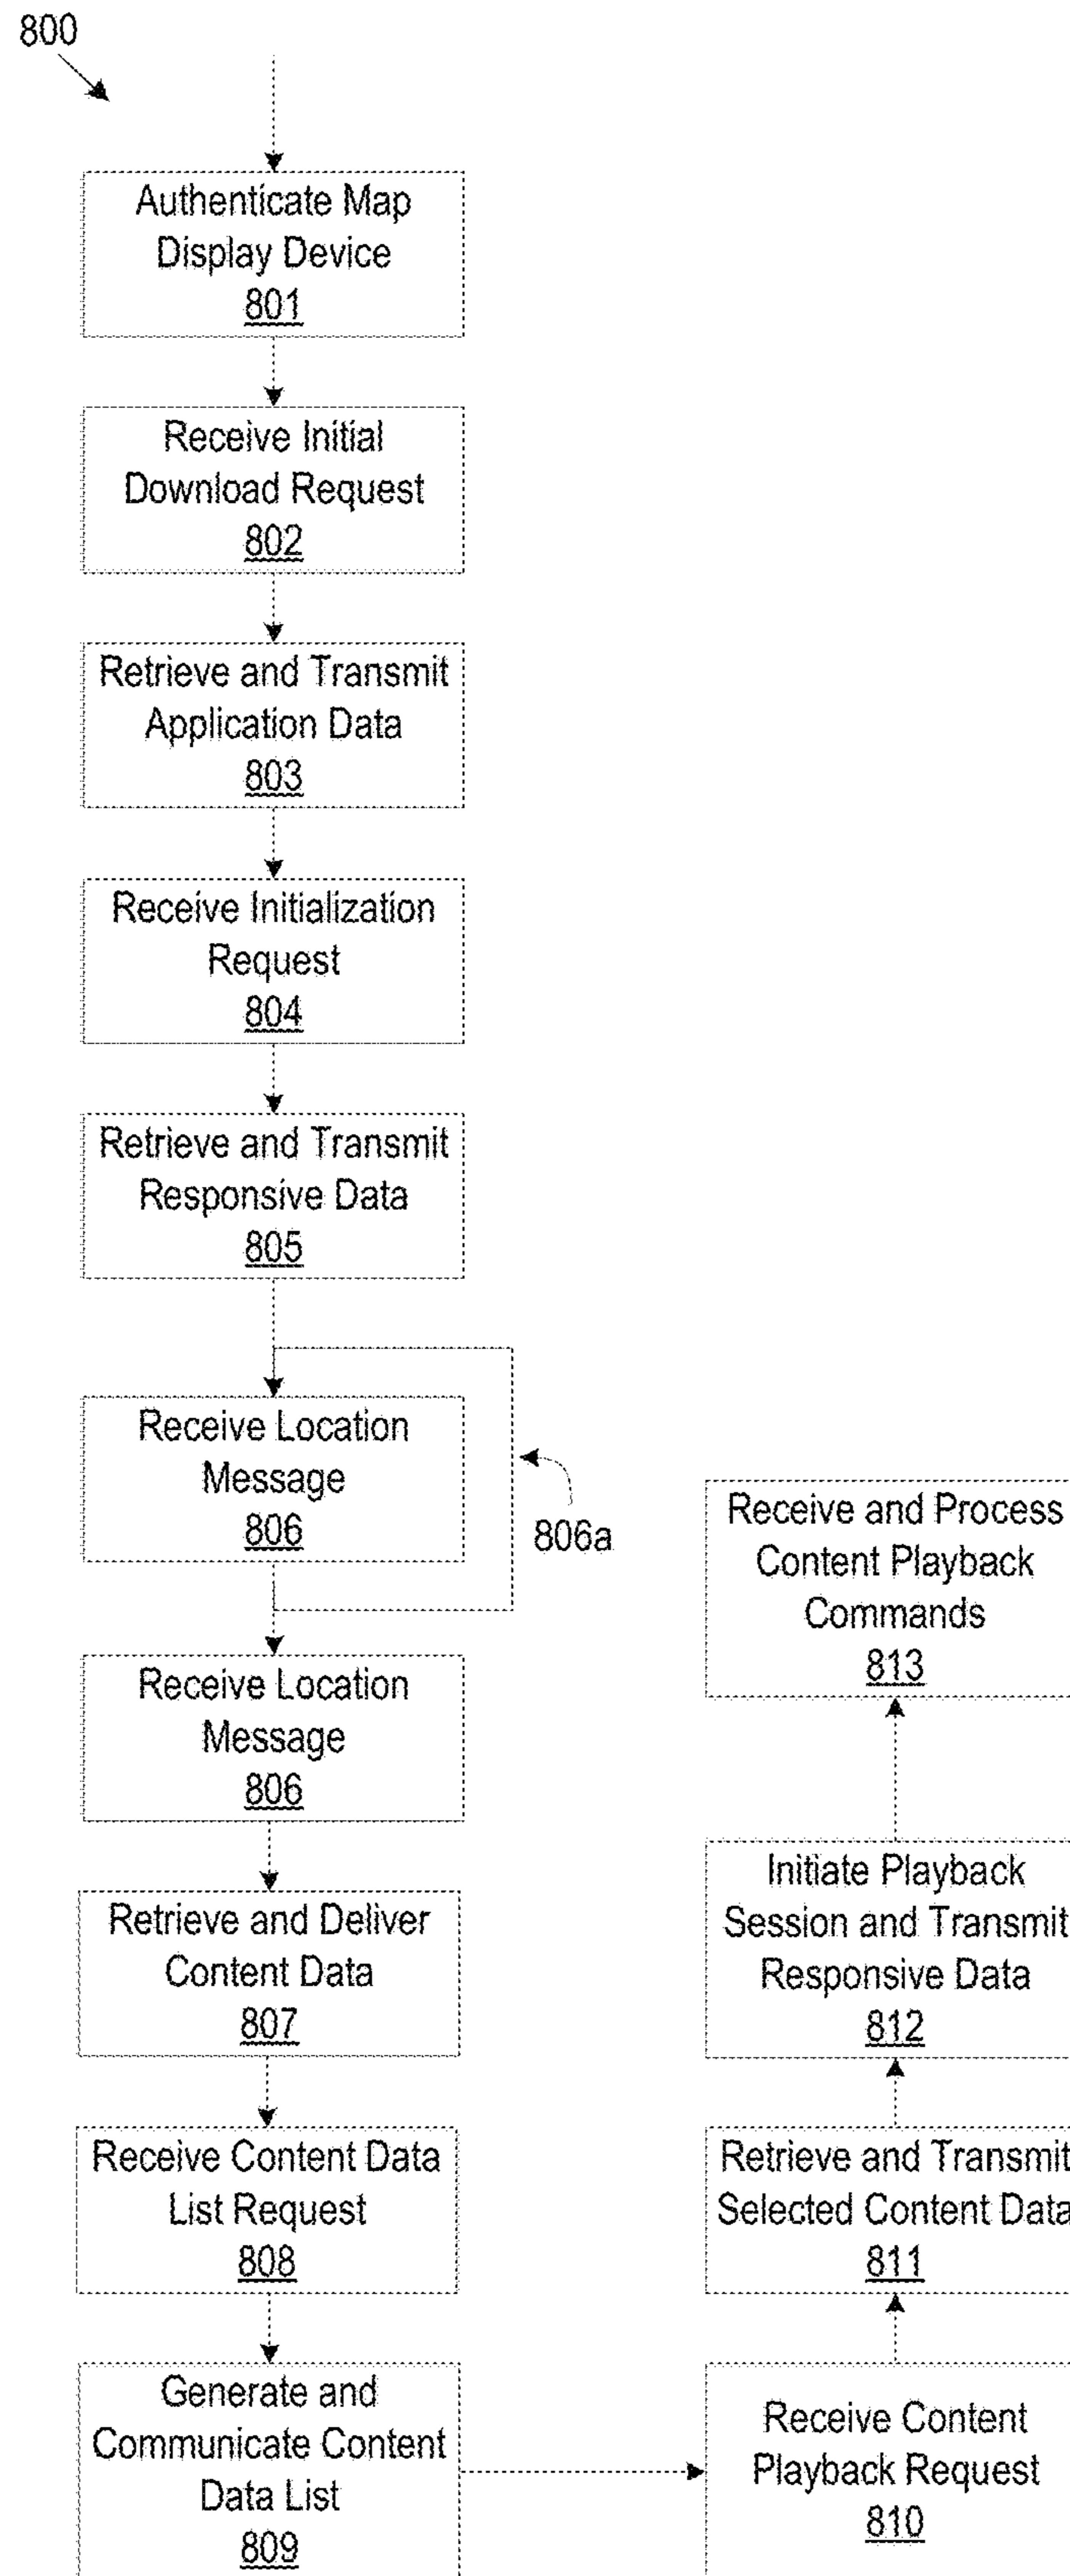 800
Authenticate Map
Display Device
801
Receive Initial
Download Request
802
Retrieve and Transmit
Application Data
803
Receive Initialization
Request
804
Retrieve and Transmit
Responsive Data
805
Receive Location
Message
806
806a
Receive Location
Message
806
Retrieve and Deliver
Content Data
807
Receive Content Data
List Request
808
Generate and
Communicate Content
Data List
809
Receive Content
Playback Request
810
Retrieve and Transmit
Selected Content Data
811
Initiate Playback
Session and Transmit
Responsive Data
812
Receive and Process
Content Playback
Commands
813